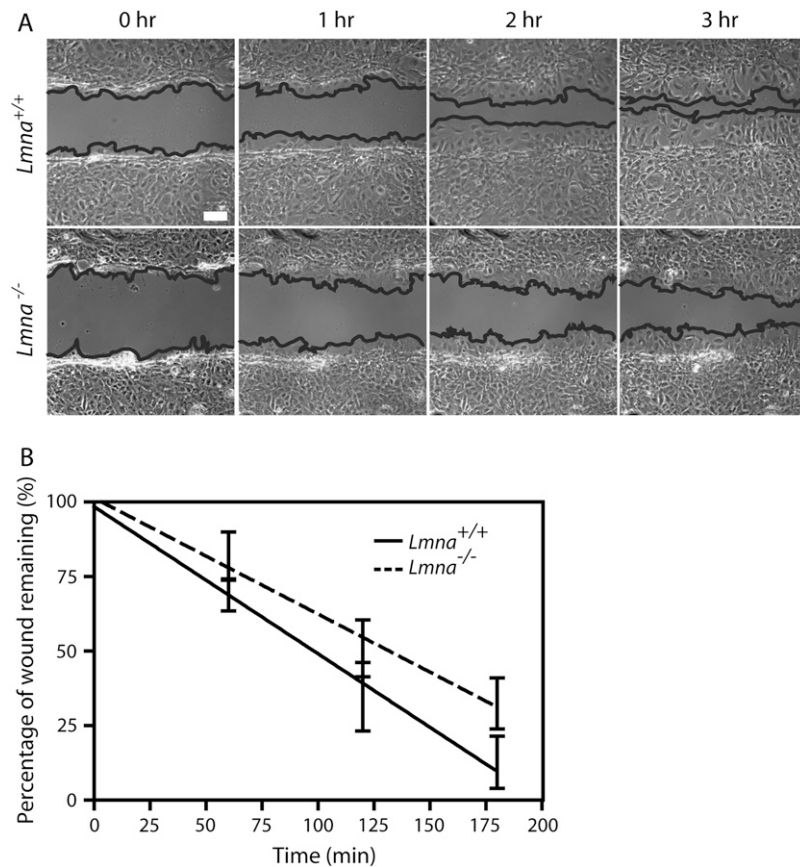 A
0 hr 1 hr 2 hr 3 hr
Lmna+/+
Lmna-/-
B
Percentage of wound remaining (%)
100
75
50
25
0
Lmna+/+
Lmna-/-
0 25 50 75 100 125 150 175 200
Time (min)